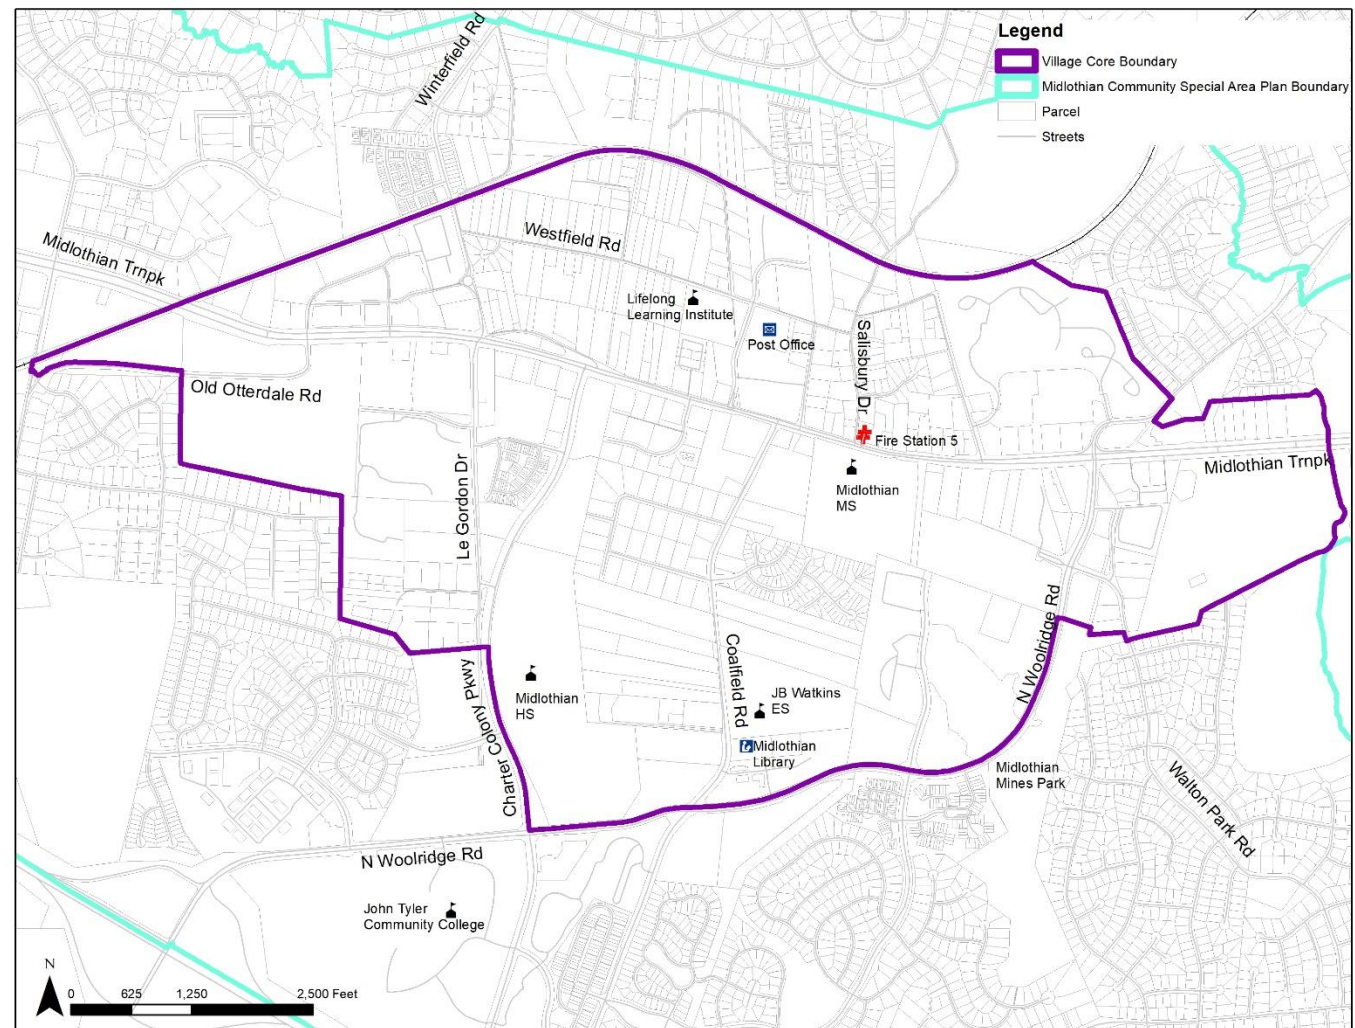 Winterfield Rd
Legend
Village Core Boundary
Midlothian Community Special Area Plan Boundary
Parcel
Streets
Midlothian Trnpk
Westfield Rd
Lifelong
Learning Institute
Post Office
Salisbury Dr
Old Otterdale Rd
Fire Station 5
Midlothian Trnpk
Midlothian
MS
Le Gordon Dr
N Woolridge Rd
Coalfield Rd
Midlothian
HS
JB Watkins
ES
Charter Colony Pkwy
Midlothian
Library
Midlothian
Mines Park
Walton Park Rd
N Woolridge Rd
John Tyler
Community College
N
0 625 1,250 2,500 Feet